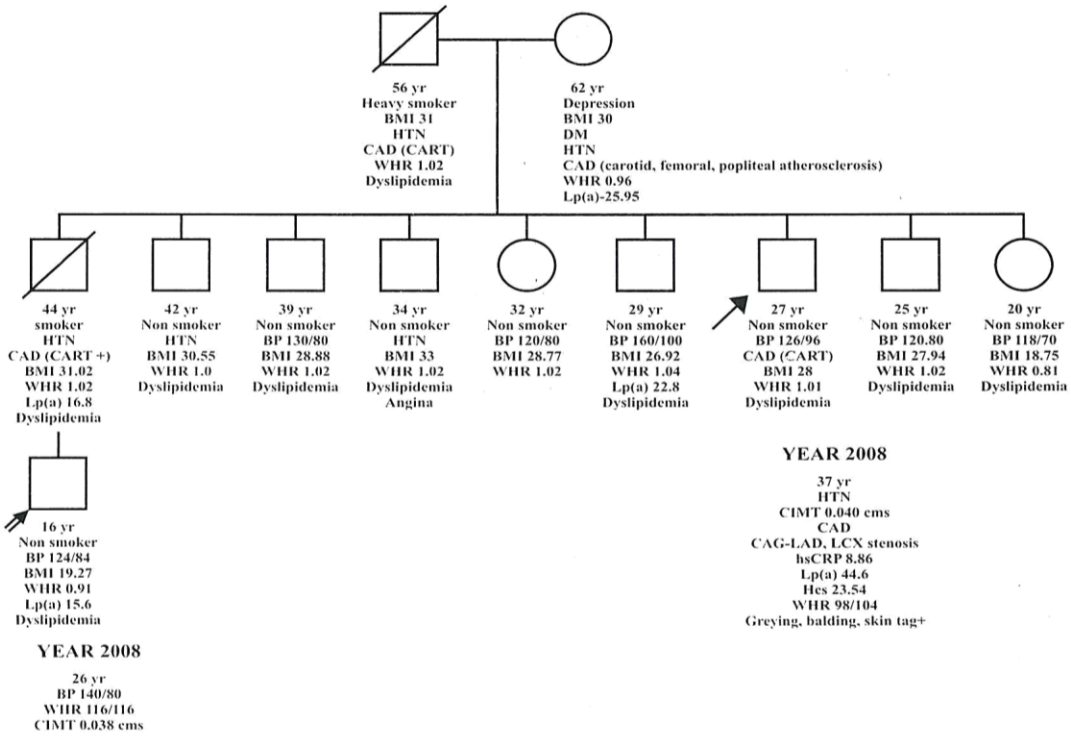 56 yr
Heavy smoker
BMI 31
HTN
CAD (CART)
WHR 1.02
Dyslipidemia
62 yr
Depression
BMI 30
DM
HTN
CAD (carotid, femoral, popliteal atherosclerosis)
WHR 0.96
Lp(a)-25.95
44 yr
smoker
HTN
CAD (CART +)
BMI 31.02
WHR 1.02
Lp(a) 16.8
Dyslipidemia
42 yr
Non smoker
HTN
BMI 30.55
WHR 1.0
Dyslipidemia
39 yr
Non smoker
BP 130/80
BMI 28.88
WHR 1.02
Dyslipidemia
34 yr
Non smoker
HTN
BMI 33
WHR 1.02
Dyslipidemia
Angina
32 yr
Non smoker
BP 120/80
BMI 28.77
WHR 1.02
29 yr
Non smoker
BP 160/100
BMI 26.92
WHR 1.04
Lp(a) 22.8
Dyslipidemia
27 yr
Non smoker
BP 126/96
CAD (CART)
BMI 28
WHR 1.01
Dyslipidemia
25 yr
Non smoker
BP 120.80
BMI 27.94
WHR 1.02
Dyslipidemia
20 yr
Non smoker
BP 118/70
BMI 18.75
WHR 0.81
Dyslipidemia
16 yr
Non smoker
BP 124/84
BMI 19.27
WHR 0.91
Lp(a) 15.6
Dyslipidemia
YEAR 2008
26 yr
BP 140/80
WHR 116/116
CIMT 0.038 cms
YEAR 2008
37 yr
HTN
CIMT 0.040 cms
CAD
CAG-LAD, LCX stenosis
hsCRP 8.86
Lp(a) 44.6
Hcs 23.54
WHR 98/104
Greying, balding, skin tag+